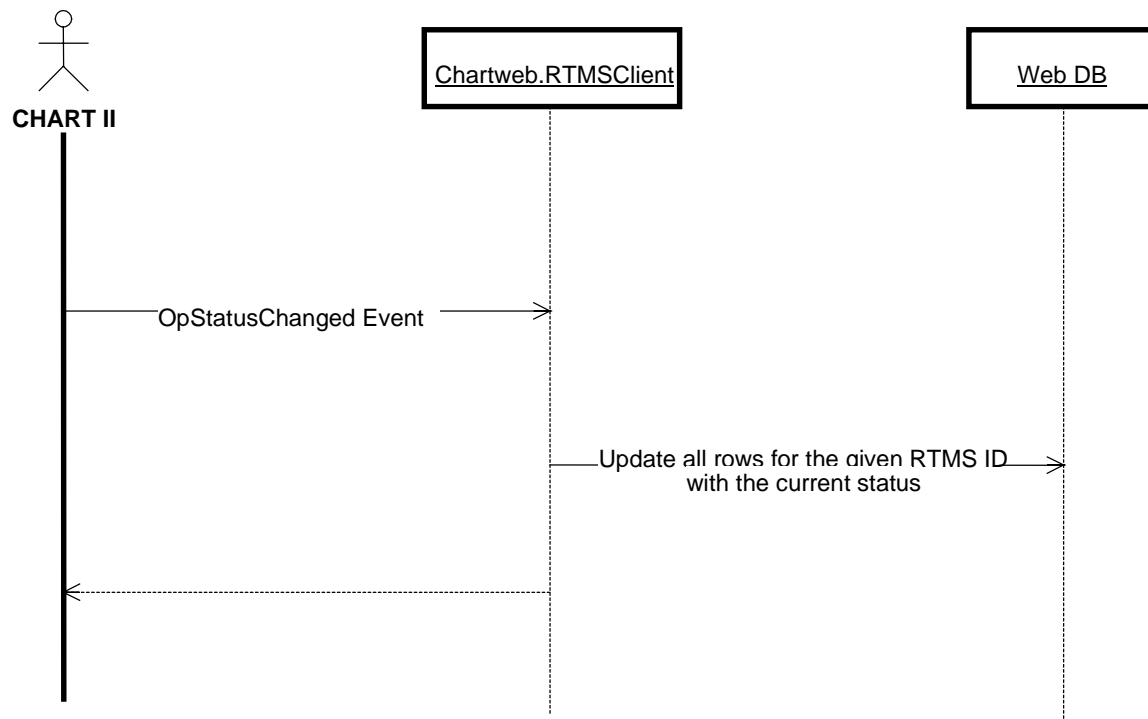 CHART II
Chartweb.RTMSClient
Web DB
OpStatusChanged Event
Update all rows for the given RTMS ID
with the current status